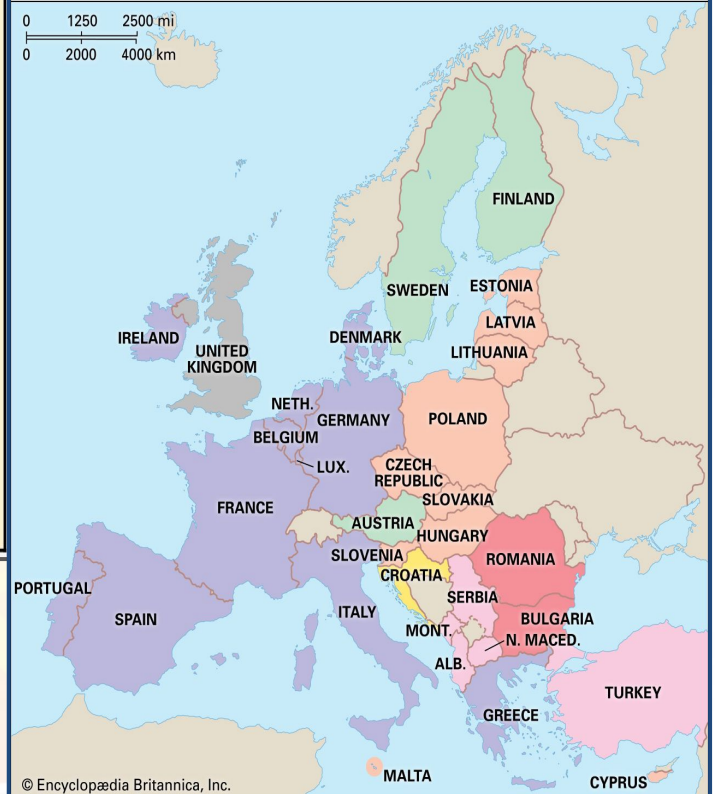 0 1250 2500 mi
0 2000 4000 km
FINLAND
SWEDEN
ESTONIA
LATVIA
LITHUANIA
DENMARK
IRELAND
UNITED
KINGDOM
NETH.
GERMANY
POLAND
BELGIUM
LUX.
CZECH
REPUBLIC
SLOVAKIA
FRANCE
AUSTRIA
HUNGARY
SLOVENIA
ROMANIA
CROATIA
SERBIA
PORTUGAL
SPAIN
ITALY
MONT.
BULGARIA
N. MACED.
ALB.
TURKEY
GREECE
MALTA
CYPRUS
© Encyclopædia Britannica, Inc.